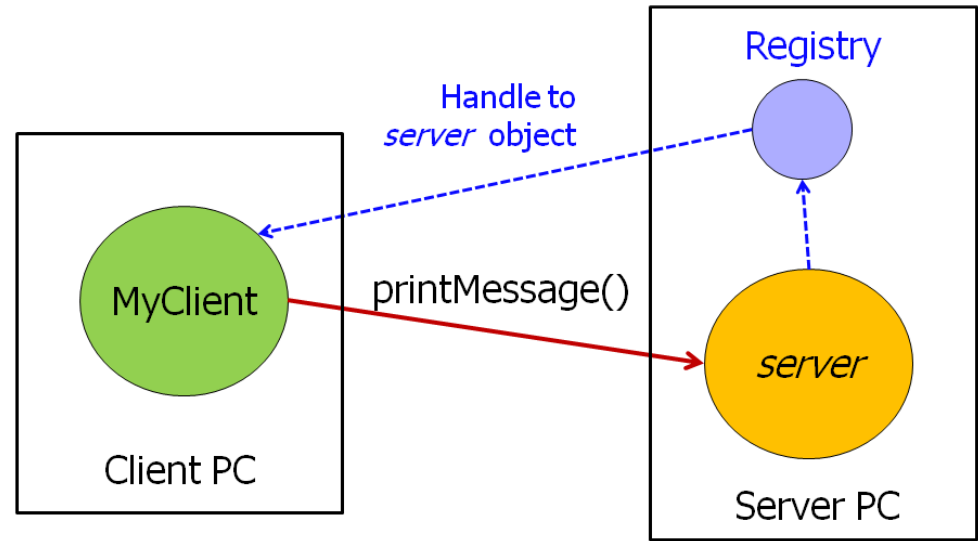 Registry
Handle to
server object
MyClient
printMessage()
server
Client PC
Server PC